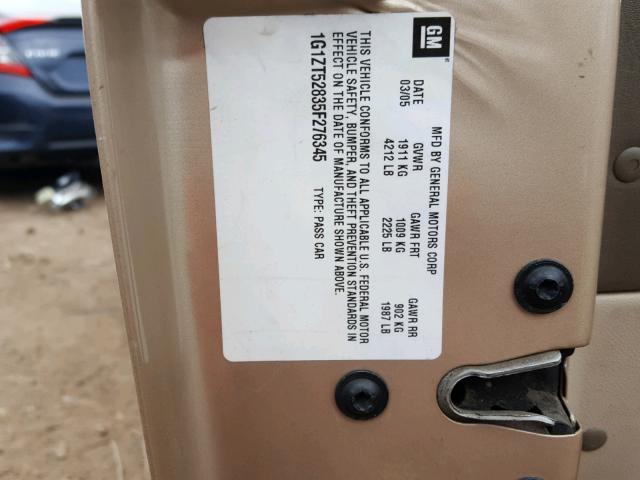 GM
MFD BY GENERAL MOTORS CORP
DATE GVWR GAWR FRT GAWR RR
03/05 1911 KG 1009 KG 902 KG
4212 LB 2225 LB 1987 LB
THIS VEHICLE CONFORMS TO ALL APPLICABLE U.S. FEDERAL MOTOR
VEHICLE SAFETY, BUMPER, AND THEFT PREVENTION STANDARDS IN
EFFECT ON THE DATE OF MANUFACTURE SHOWN ABOVE.
1G1ZT52835F276345 TYPE: PASS CAR